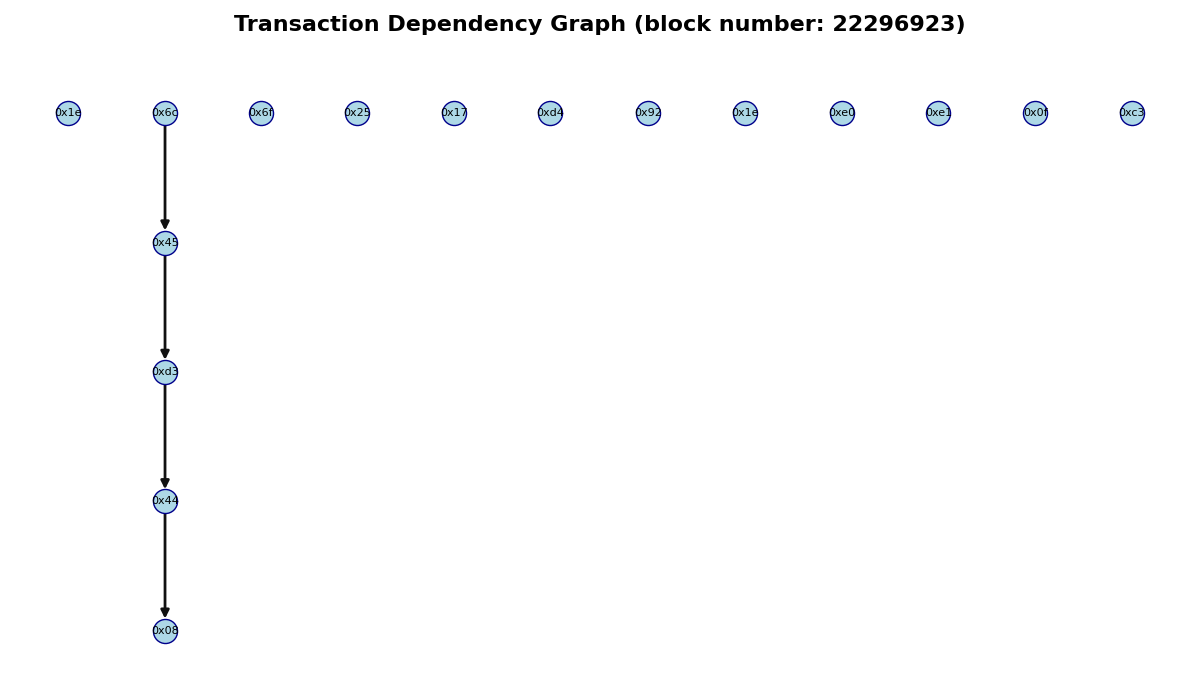 Transaction Dependency Graph (block number: 22296923)
0x1e 0x6c 0x6f 0x25 0x17 0xd4 0x92 0x1e 0xe0 0xe1 0x0f 0xc3
0x45
0xd3
0x44
0x08